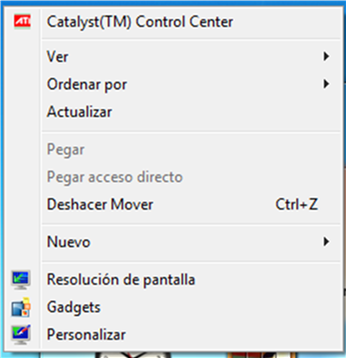 ATI Catalyst(TM) Control Center
Ver
Ordenar por
Actualizar
Pegar
Pegar acceso directo
Deshacer Mover Ctrl+Z
Nuevo
Resolución de pantalla
Gadgets
Personalizar